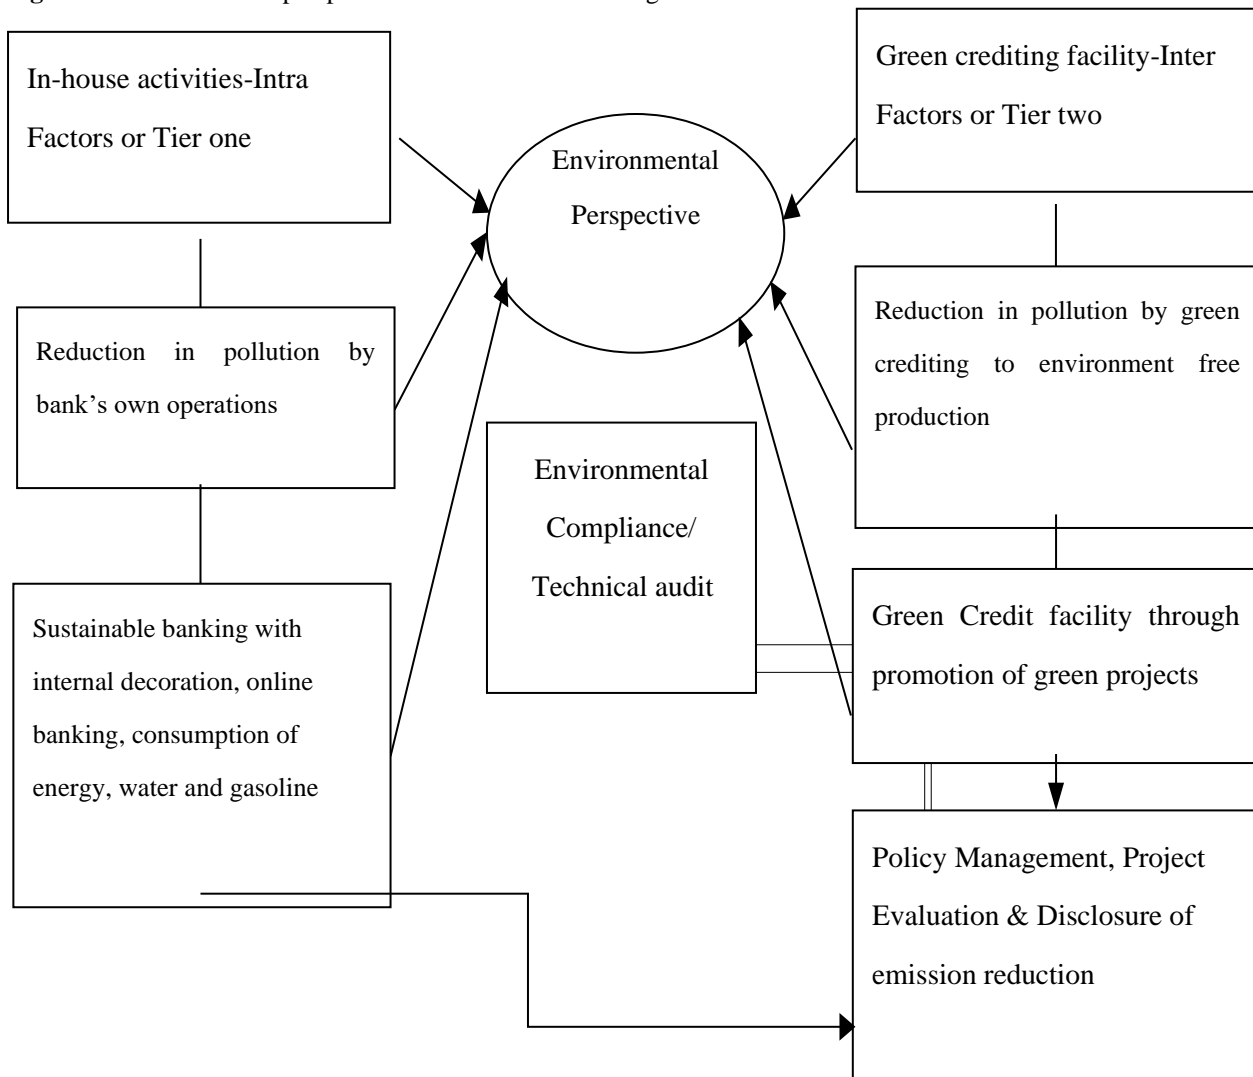 In-house activities-Intra
Factors or Tier one
Green crediting facility-Inter
Factors or Tier two
Environmental
Perspective
Reduction in pollution by
bank’s own operations
Reduction in pollution by green
crediting to environment free
production
Environmental
Compliance/
Technical audit
Sustainable banking with
internal decoration, online
banking, consumption of
energy, water and gasoline
Green Credit facility through
promotion of green projects
Policy Management, Project
Evaluation & Disclosure of
emission reduction